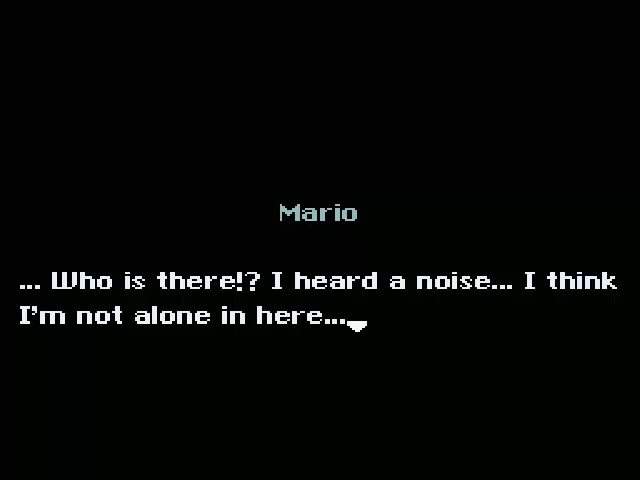 Mario
... Who is there!? I heard a noise... I think
I'm not alone in here...